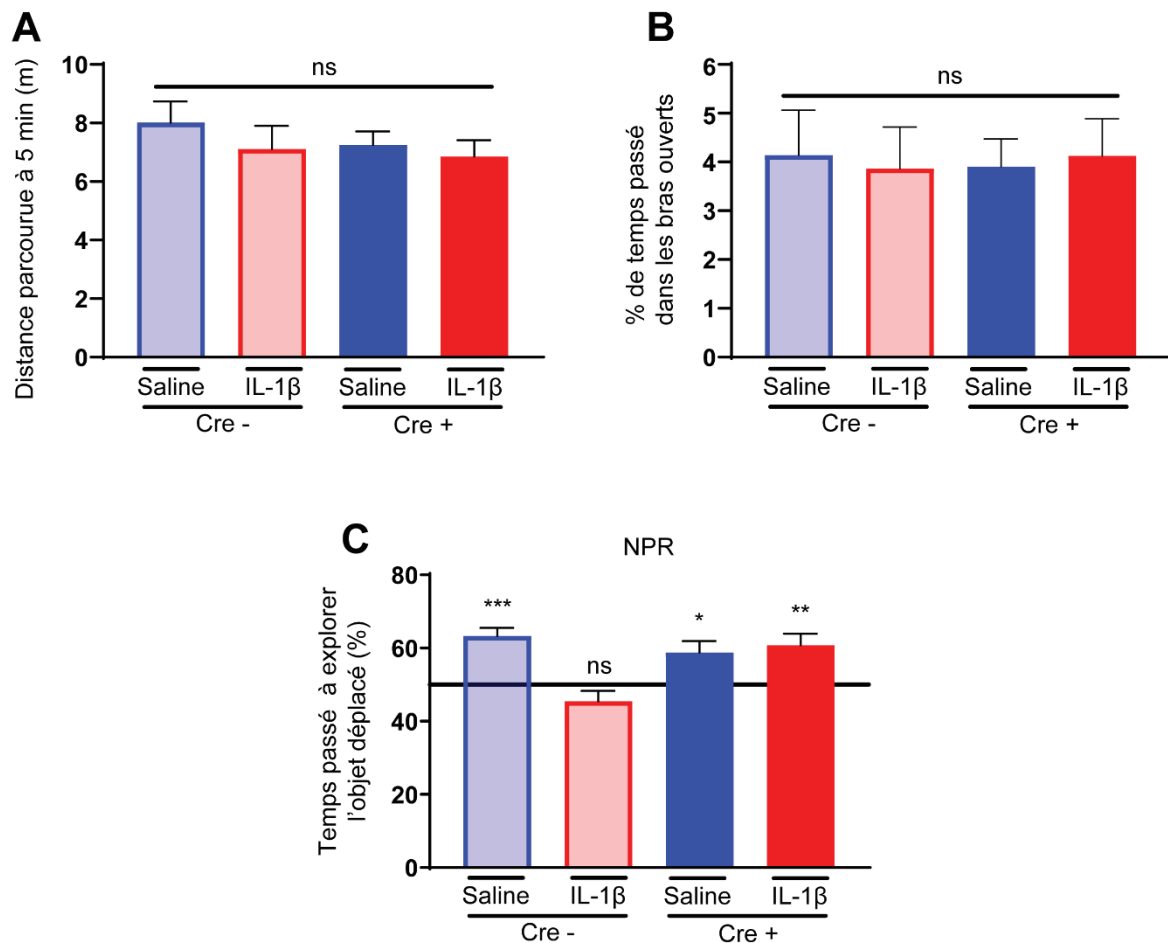 A
Distance parcourue à 5 min (m)
10
8
6
4
2
0
ns
Saline IL-1β Saline IL-1β
Cre - Cre +
B
% de temps passé
dans les bras ouverts
6
5
4
3
2
1
0
ns
Saline IL-1β Saline IL-1β
Cre - Cre +
C
NPR
Temps passé à explorer
l'objet déplacé (%)
80
60
40
20
0
*** ns * **
Saline IL-1β Saline IL-1β
Cre - Cre +